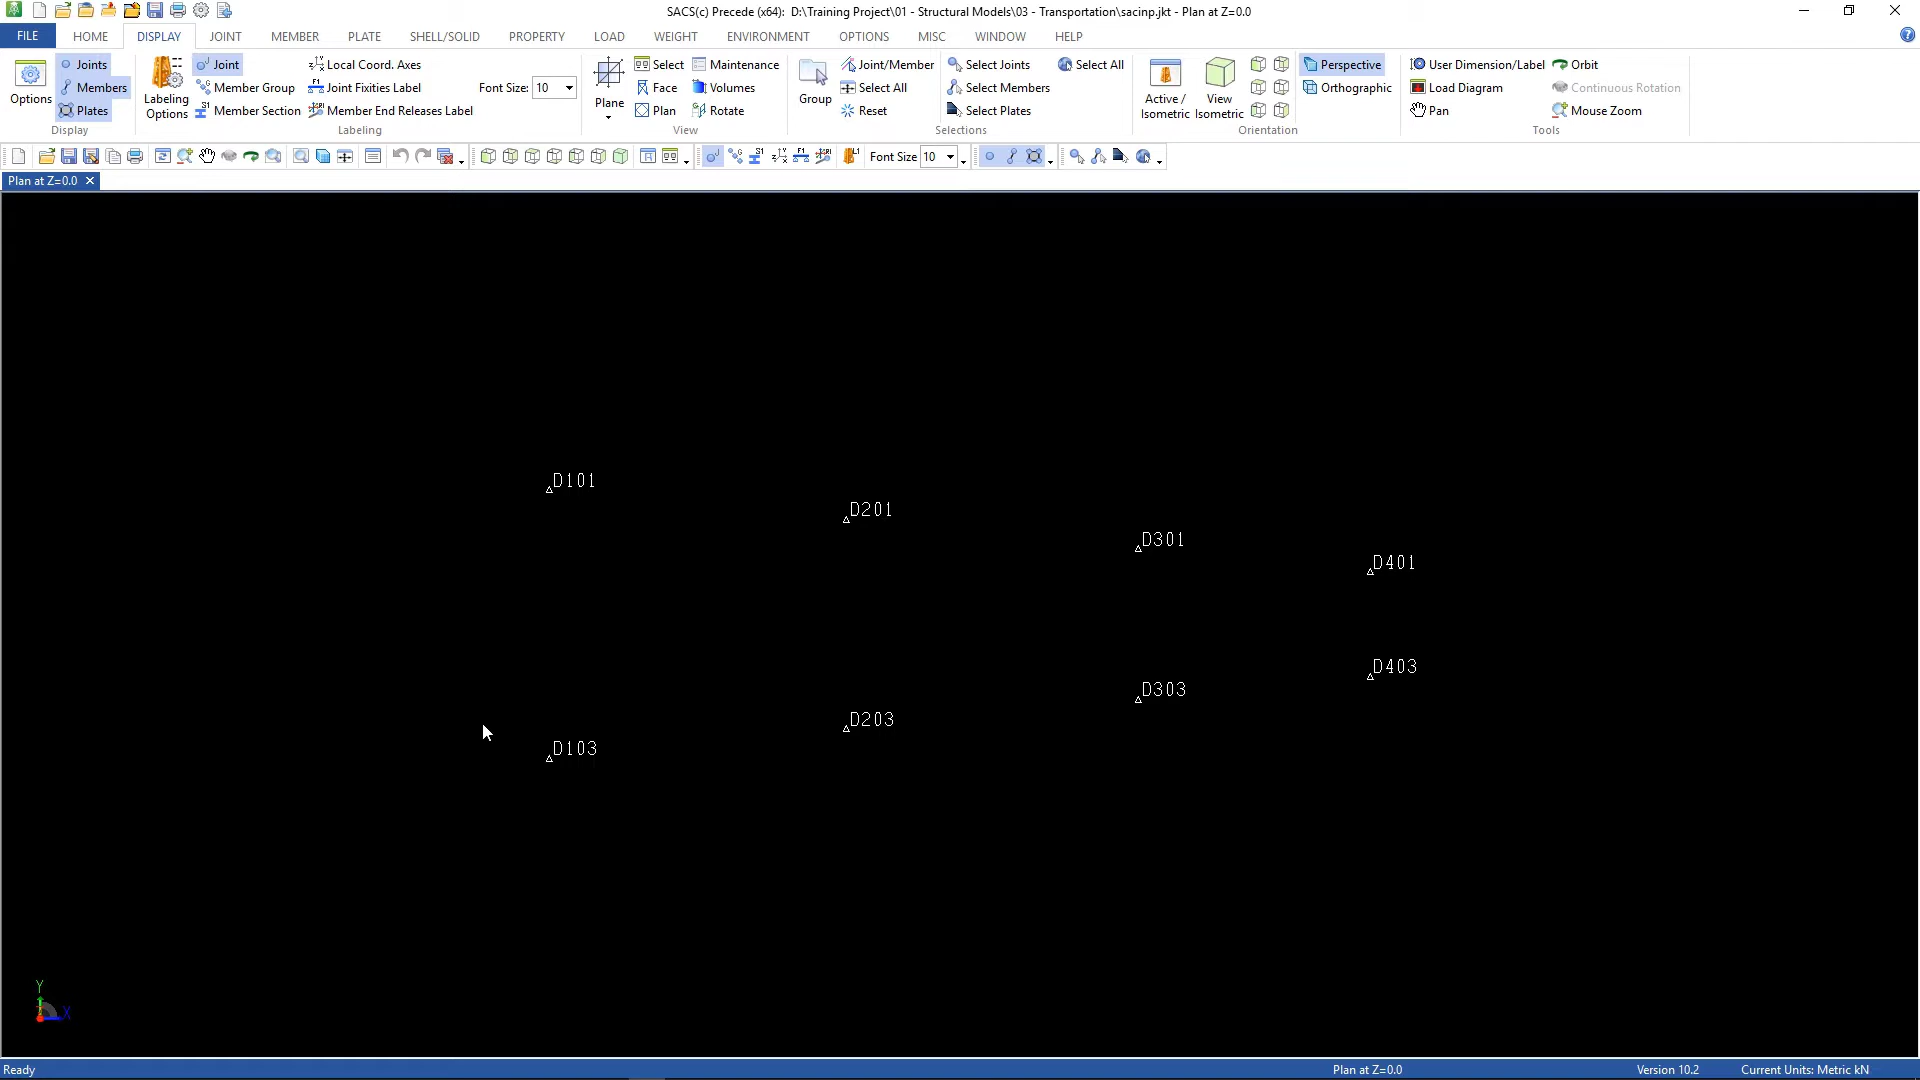 SACS(c) Precede (x64):  D:\Training Project\01 - Structural Models\03 - Transportation\sacinp.jkt - Plan at Z=0.0
FILE HOME DISPLAY JOINT MEMBER PLATE SHELL/SOLID PROPERTY LOAD WEIGHT ENVIRONMENT OPTIONS MISC WINDOW HELP
Joints Joint Local Coord. Axes Select Maintenance Joint/Member Select Joints Select All Perspective User Dimension/Label Orbit
Members Member Group Joint Fixities Label Font Size: 10 Face Volumes Select All Select Members Orthographic Load Diagram Continuous Rotation
Options Labeling Options Plane Group Active / Isometric View Isometric
Plates Member Section Member End Releases Label Plan Rotate Reset Select Plates Pan Mouse Zoom
Display Labeling View Selections Orientation Tools
Font Size 10
Plan at Z=0.0
D101
D201
D301
D401
D403
D303
D203
D103
Y
X
Ready Plan at Z=0.0 Version 10.2 Current Units: Metric kN